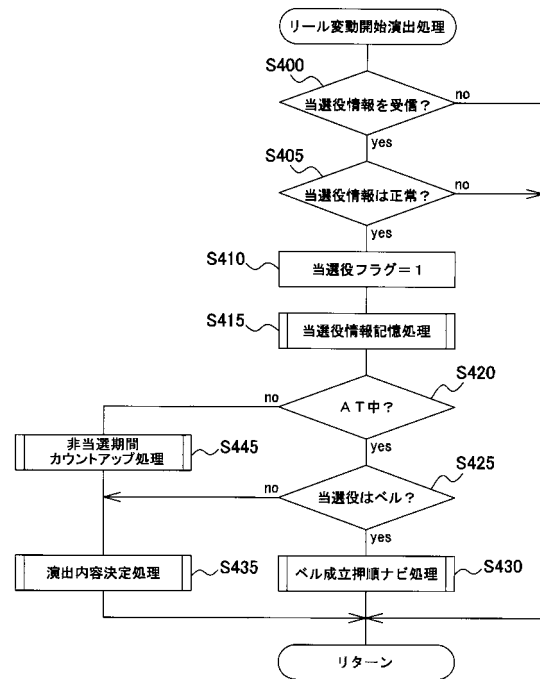 リール変動開始演出処理
S400
当選役情報を受信？
no
yes
S405
当選役情報は正常？
no
yes
S410
当選役フラグ＝１
S415
当選役情報記憶処理
S420
no
ＡＴ中？
yes
非当選期間
カウントアップ処理
S445
S425
no
当選役はベル？
yes
演出内容決定処理
S435
ベル成立押順ナビ処理
S430
リターン